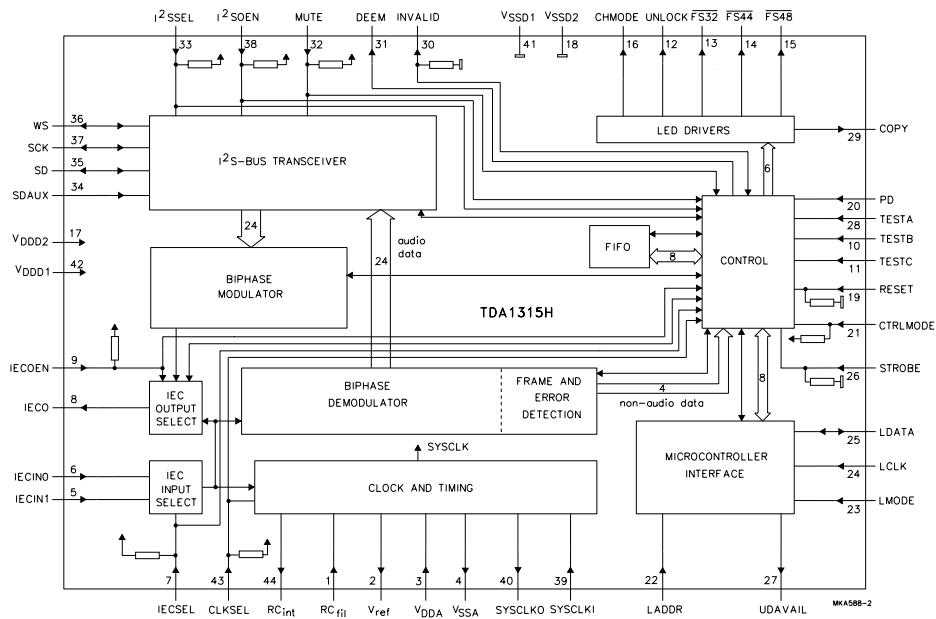 I²SSEL I²SOEN MUTE DEEM INVALID VSSD1 VSSD2 CHMODE UNLOCK FS32 FS44 FS48
33 38 32 31 30 41 18 16 12 13 14 15
WS 36
SCK 37
SD 35
SDAUX 34
VDDD2 17
VDDD1 42
I²S-BUS TRANSCEIVER
LED DRIVERS
29 COPY
6
24
24
audio
data
FIFO
8
CONTROL
20 PD
28 TESTA
10 TESTB
11 TESTC
19 RESET
21 CTRLMODE
26 STROBE
BIPHASE
MODULATOR
TDA1315H
IECOEN 9
IECO 8
IEC
OUTPUT
SELECT
BIPHASE
DEMODULATOR
FRAME AND
ERROR
DETECTION
4
non-audio data
8
SYSCLK
IECIN0 6
IECIN1 5
IEC
INPUT
SELECT
CLOCK AND TIMING
MICROCONTROLLER
INTERFACE
25 LDATA
24 LCLK
23 LMODE
7 43 44 1 2 3 4 40 39 22 27
IECSEL CLKSEL RCint RCfil Vref VDDA VSSA SYSCLKO SYSCLKI LADDR UDAVAIL
MKA588-2